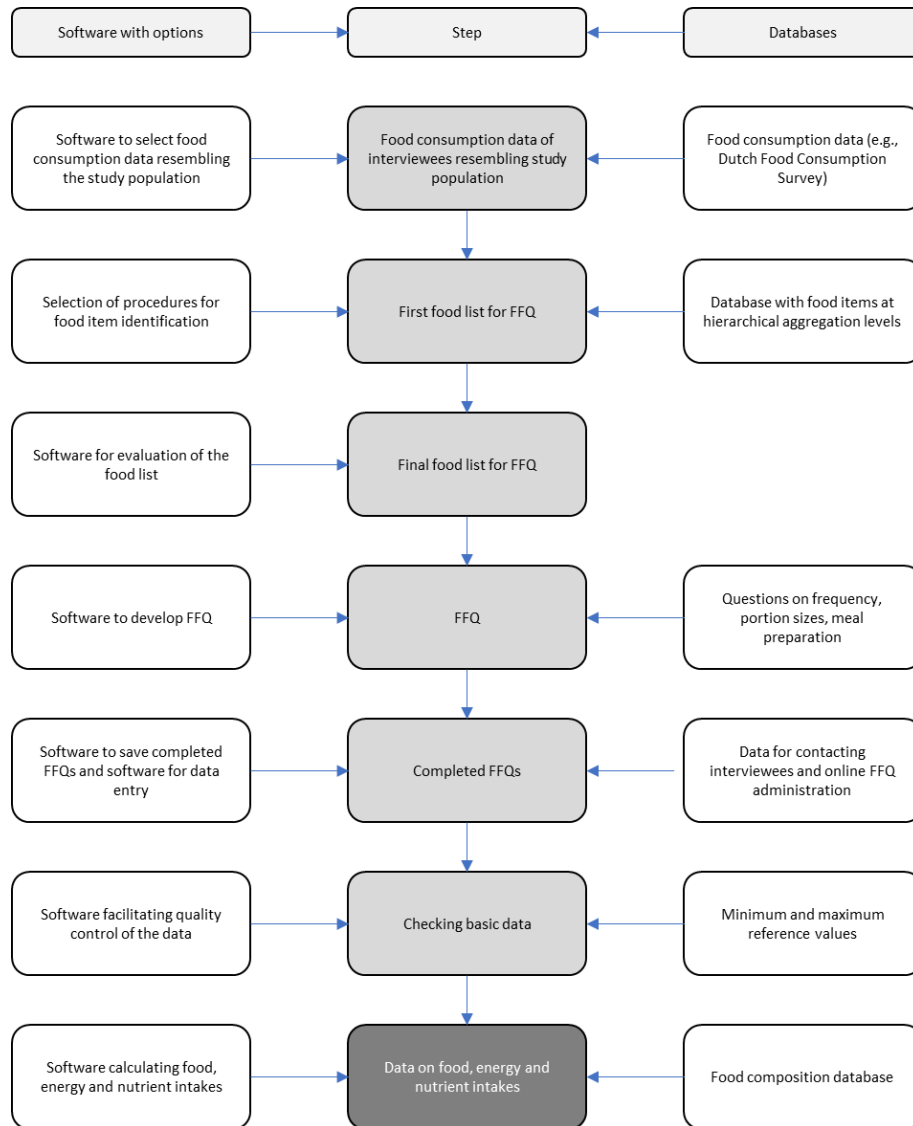 Software with options
Step
Databases
Software to select food
consumption data resembling
the study population
Food consumption data of
interviewees resembling study
population
Food consumption data (e.g.,
Dutch Food Consumption
Survey)
Selection of procedures for
food item identification
First food list for FFQ
Database with food items at
hierarchical aggregation levels
Software for evaluation of the
food list
Final food list for FFQ
Software to develop FFQ
FFQ
Questions on frequency,
portion sizes, meal
preparation
Software to save completed
FFQs and software for data
entry
Completed FFQs
Data for contacting
interviewees and online FFQ
administration
Software facilitating quality
control of the data
Checking basic data
Minimum and maximum
reference values
Software calculating food,
energy and nutrient intakes
Data on food, energy and
nutrient intakes
Food composition database